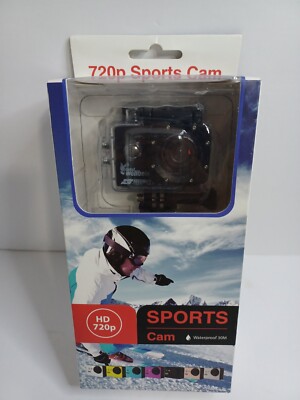 720p Sports Cam
HD
720p
SPORTS
Cam
Waterproof 30M